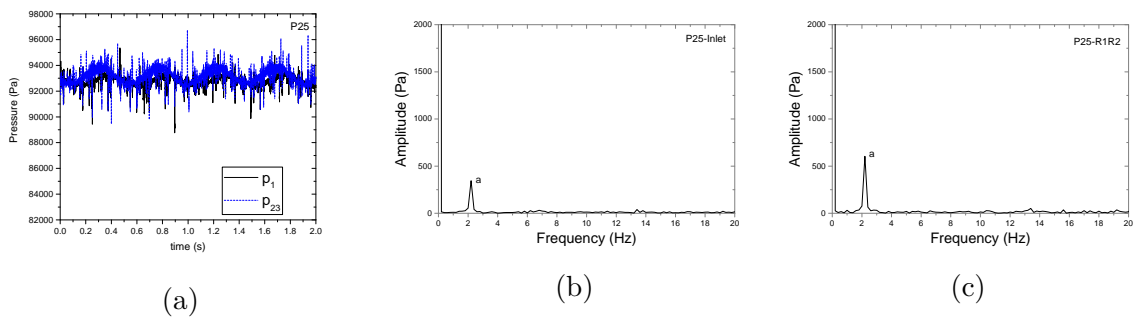 98000
96000
94000
92000
90000
88000
86000
84000
82000
Pressure (Pa)
P25
p1
p23
0.0 0.2 0.4 0.6 0.8 1.0 1.2 1.4 1.6 1.8 2.0
time (s)
(a)
2000
1500
1000
500
0
Amplitude (Pa)
P25-Inlet
a
0 2 4 6 8 10 12 14 16 18 20
Frequency (Hz)
(b)
2000
1500
1000
500
0
Amplitude (Pa)
P25-R1R2
a
0 2 4 6 8 10 12 14 16 18 20
Frequency (Hz)
(c)